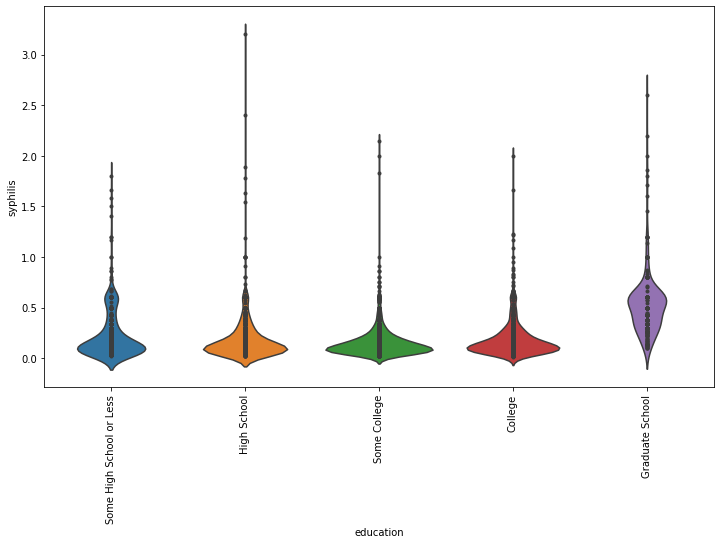 3.0
2.5
2.0
1.5
1.0
0.5
0.0
syphilis
Some High School or Less
High School
Some College
College
Graduate School
education